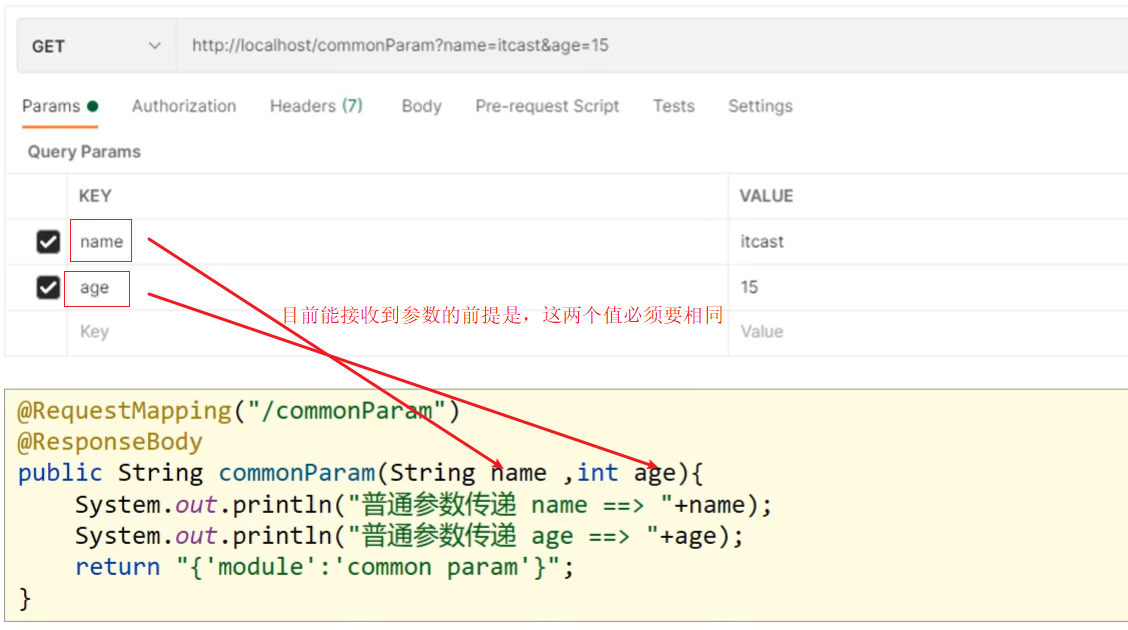 GET http://localhost/commonParam?name=itcast&age=15
Params Authorization Headers (7) Body Pre-request Script Tests Settings
Query Params
KEY VALUE
name itcast
age 15
目前能接收到参数的前提是，这两个值必须要相同
Key Value
@RequestMapping("/commonParam")
@ResponseBody
public String commonParam(String name ,int age){
    System.out.println("普通参数传递 name ==> "+name);
    System.out.println("普通参数传递 age ==> "+age);
    return "{'module':'common param'}";
}